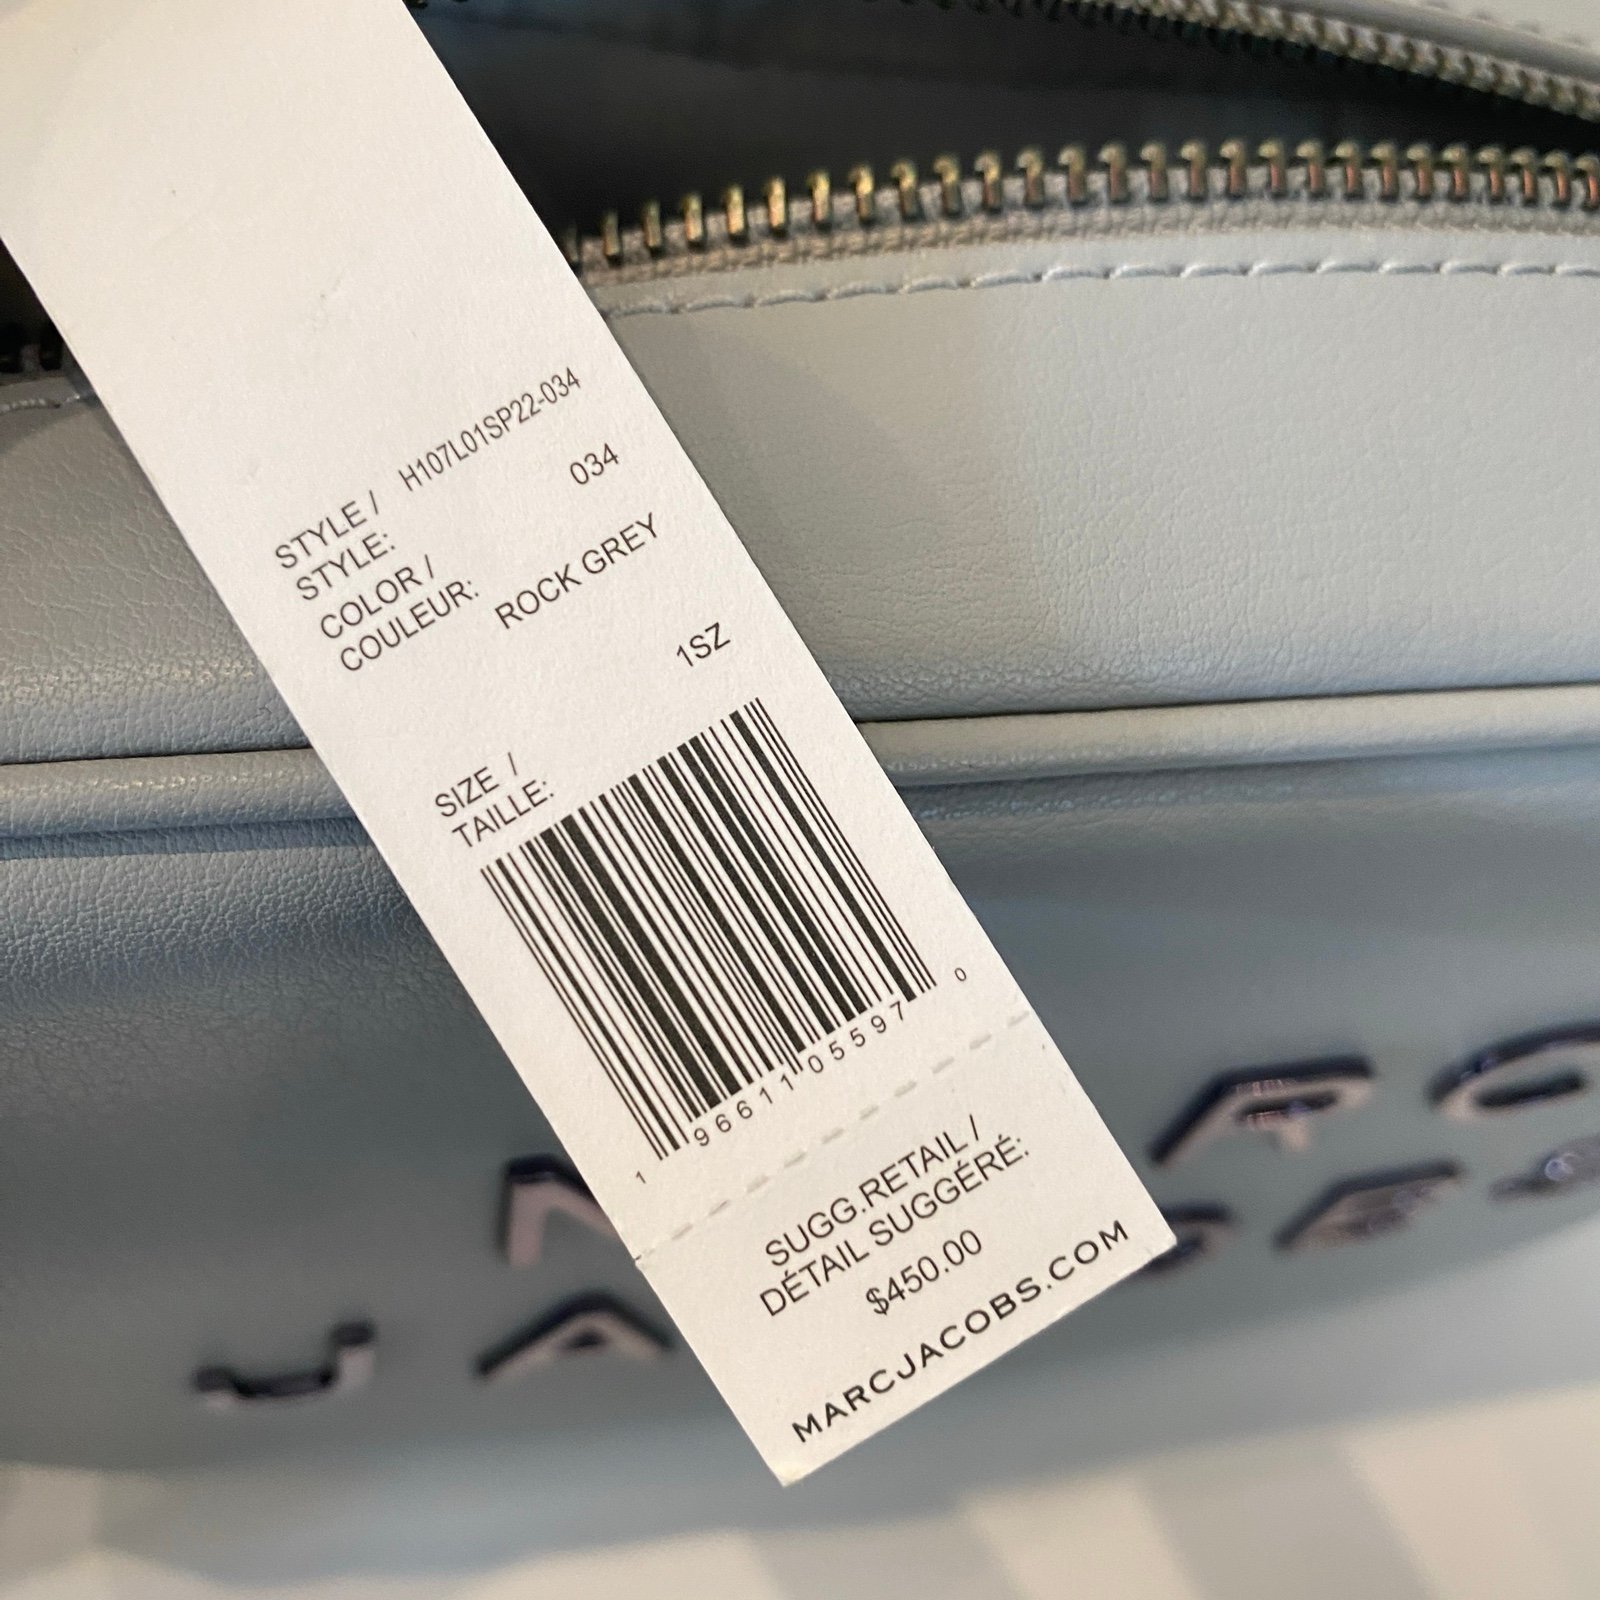 STYLE / H107L01SP22-034
STYLE:
COLOR / 034
COULEUR: ROCK GREY
1SZ
SIZE /
TAILLE:
1 96611 05597 0
SUGG.RETAIL /
DÉTAIL SUGGÉRÉ:
$450.00
MARCJACOBS.COM